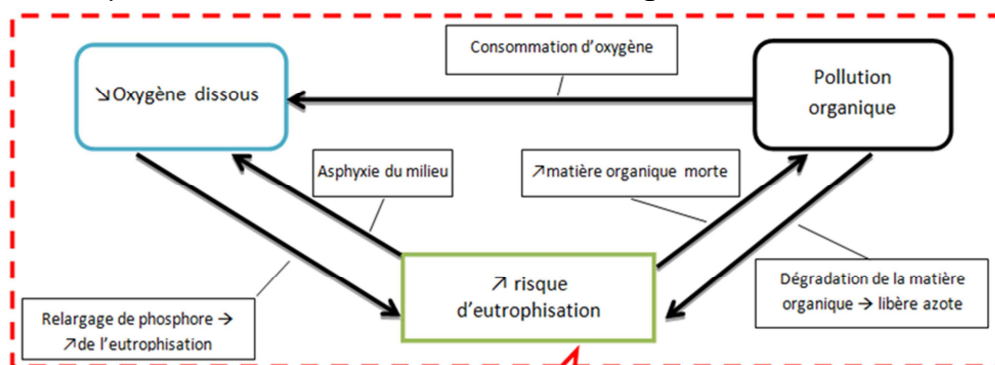 Consommation d'oxygène
↘Oxygène dissous
Pollution
organique
Asphyxie du milieu
↗matière organique morte
↗ risque
d'eutrophisation
Relargage de phosphore →
↗de l'eutrophisation
Dégradation de la matière
organique → libère azote